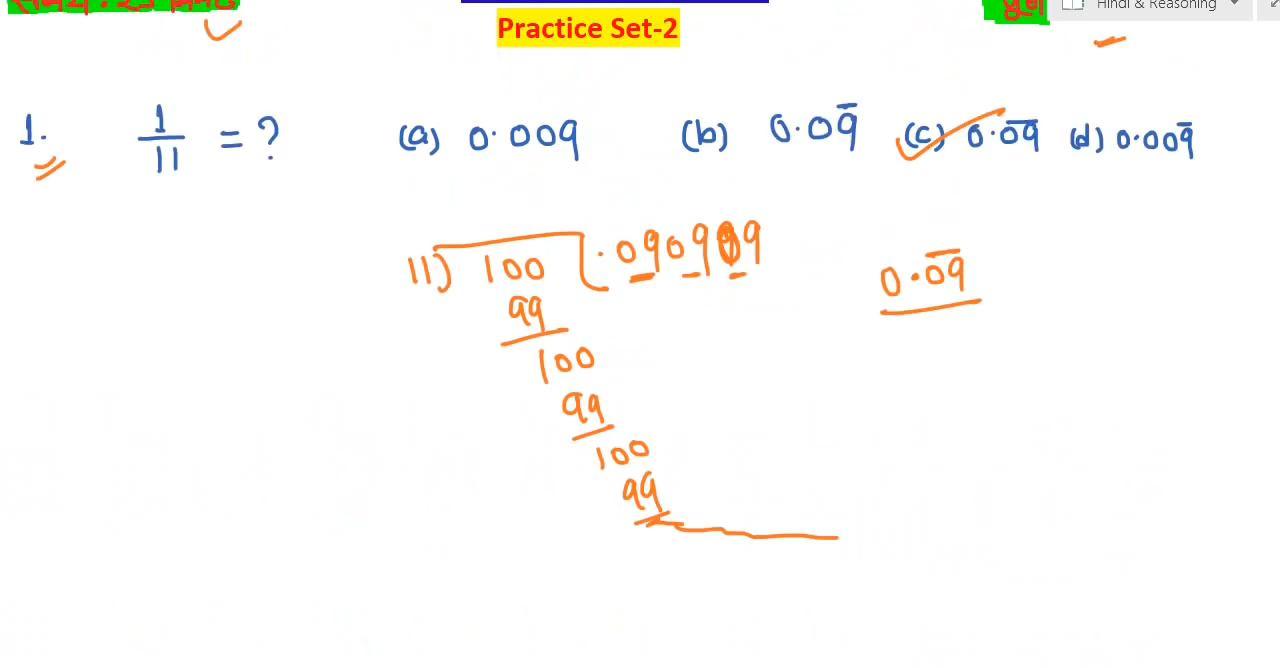 Hindi & Reasoning
Practice Set-2
1. 1/11 = ? (a) 0.009 (b) 0.09̅ (c) 0.0̅9̅ (d) 0.009̅
11) 100 ( .090909
0.0̅9̅
99
100
99
100
99